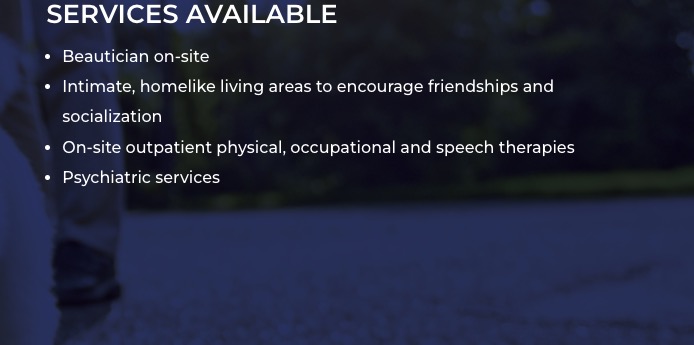 SERVICES AVAILABLE
• Beautician on-site
• Intimate, homelike living areas to encourage friendships and
socialization
• On-site outpatient physical, occupational and speech therapies
• Psychiatric services